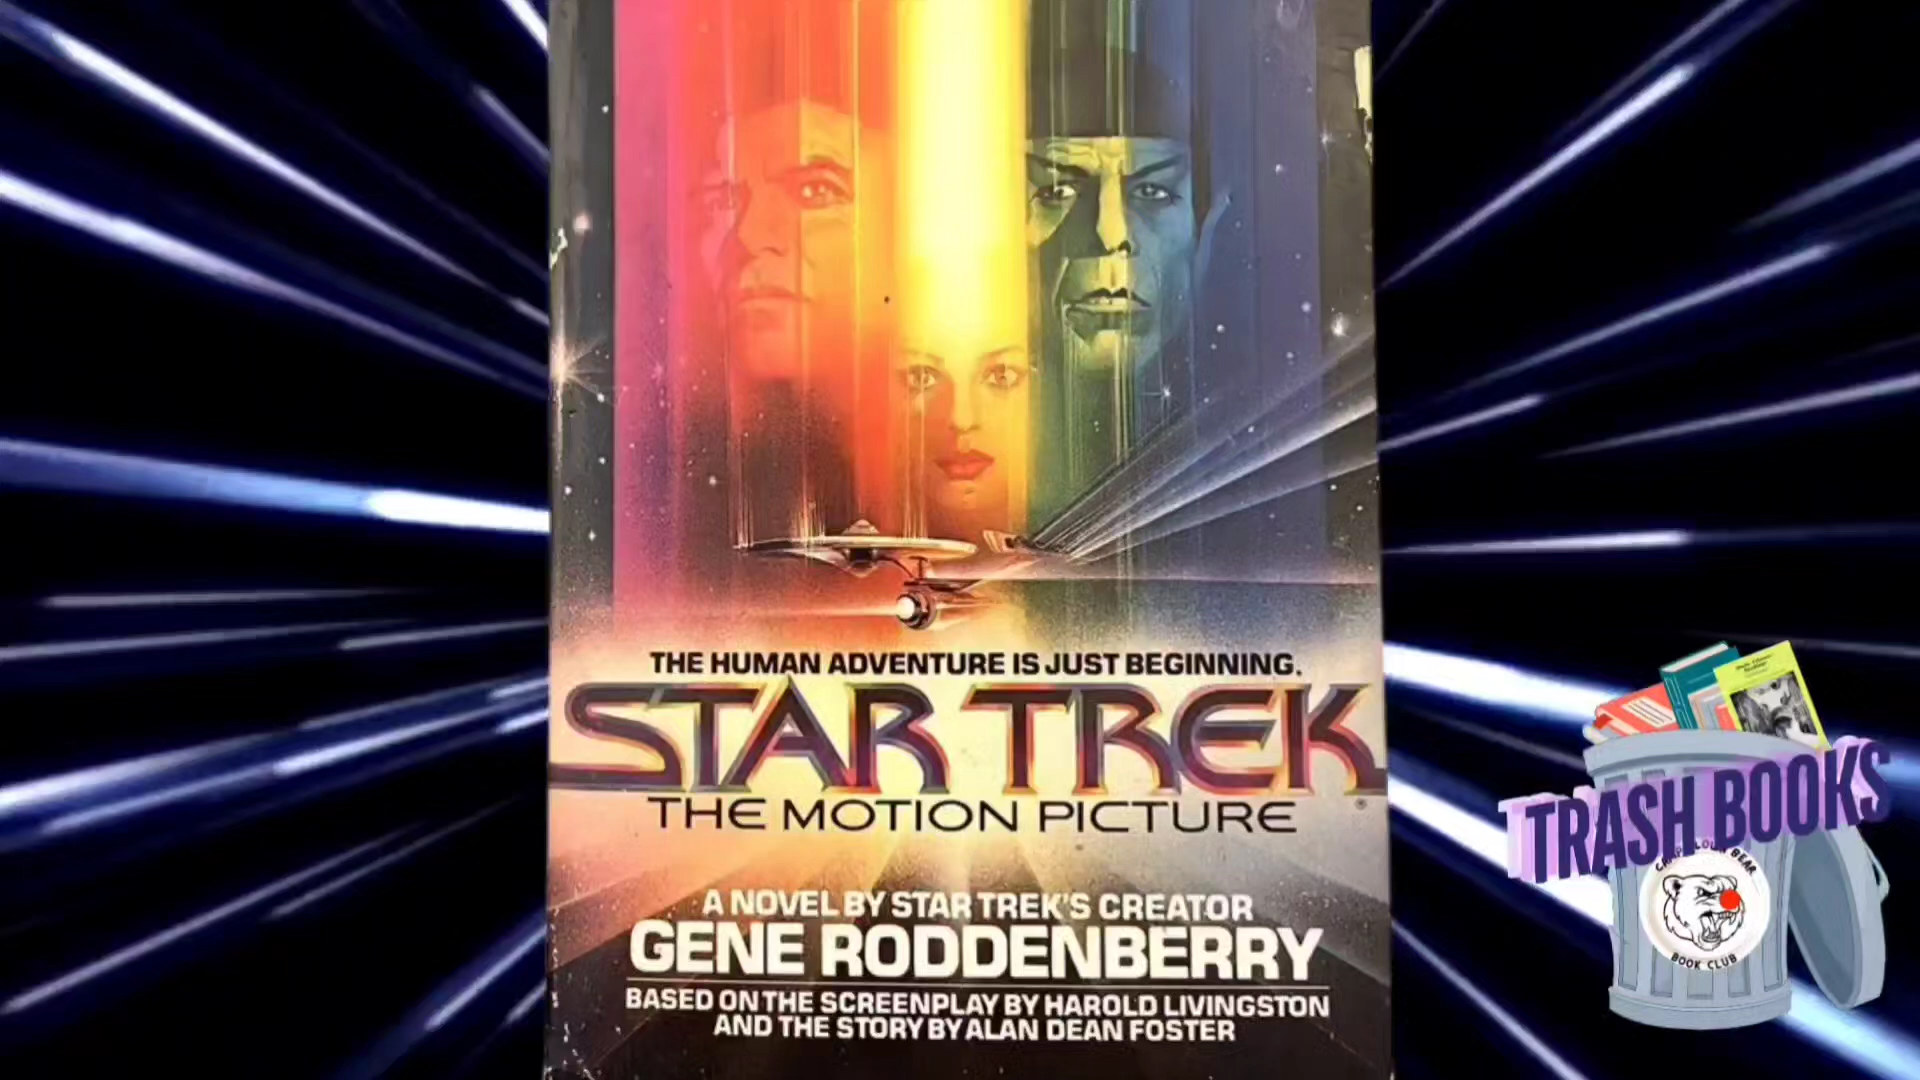 THE HUMAN ADVENTURE IS JUST BEGINNING.
STAR TREK
THE MOTION PICTURE
A NOVEL BY STAR TREK'S CREATOR
GENE RODDENBERRY
BASED ON THE SCREENPLAY BY HAROLD LIVINGSTON
AND THE STORY BY ALAN DEAN FOSTER
TRASH BOOKS
BEAR
BOOK CLUB